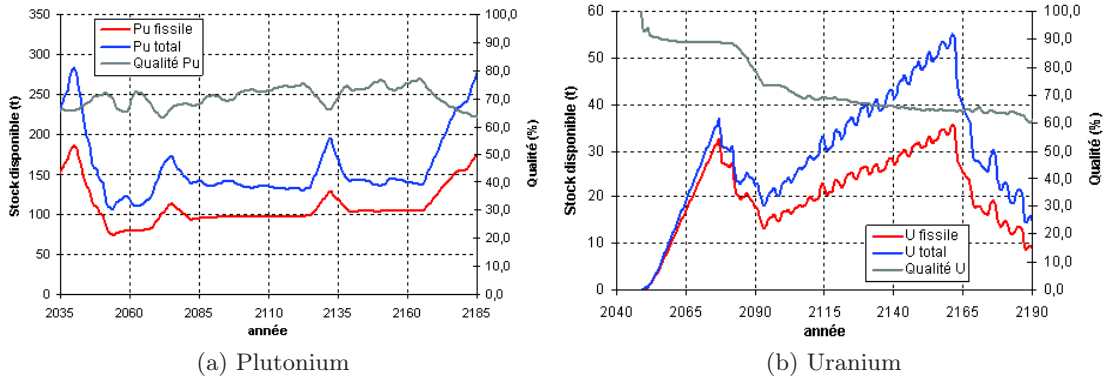 350
300
250
200
150
100
50
0
Stock disponible (t)
Pu fissile
Pu total
Qualité Pu
100,0
90,0
80,0
70,0
60,0
50,0
40,0
30,0
20,0
10,0
0,0
Qualité (%)
2035 2060 2085 2110 2135 2160 2185
année
(a) Plutonium
60
50
40
30
20
10
0
Stock disponible (t)
U fissile
U total
Qualité U
100,0
90,0
80,0
70,0
60,0
50,0
40,0
30,0
20,0
10,0
0,0
Qualité (%)
2040 2065 2090 2115 2140 2165 2190
année
(b) Uranium